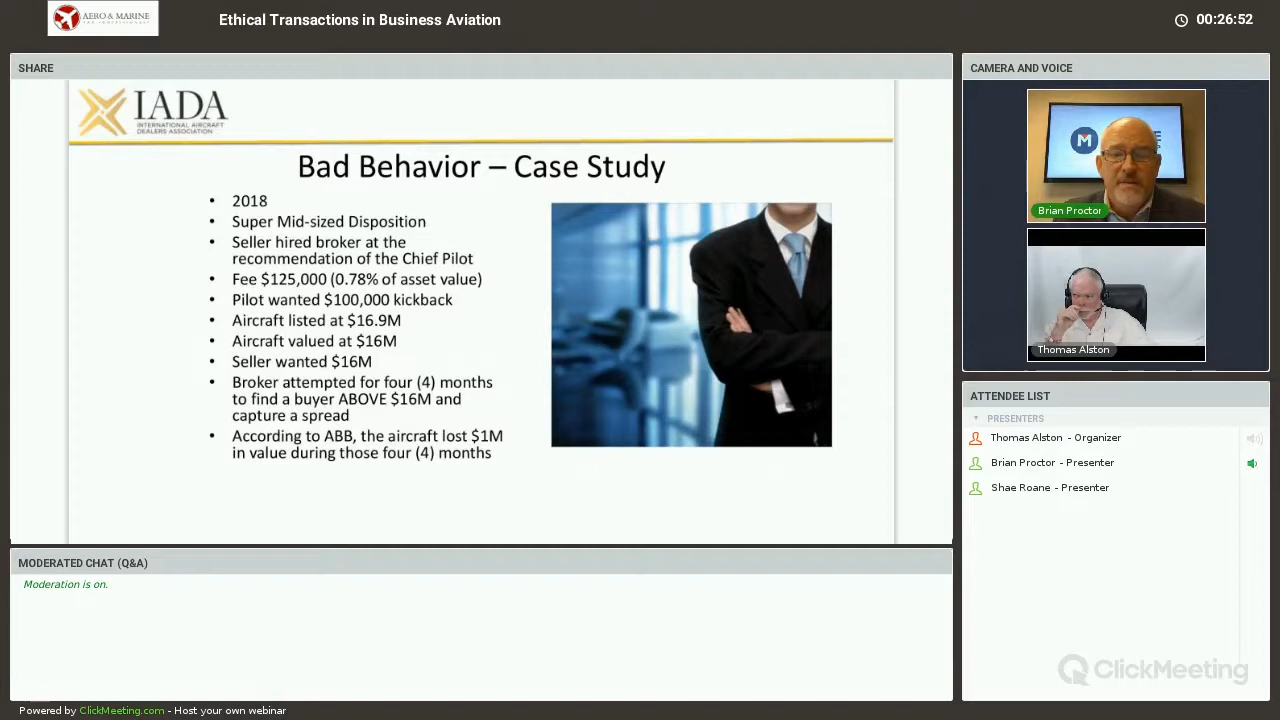 AERO & MARINE
Ethical Transactions in Business Aviation
00:26:52
SHARE
IADA
INTERNATIONAL AIRCRAFT
DEALERS ASSOCIATION
Bad Behavior – Case Study
• 2018
• Super Mid-sized Disposition
• Seller hired broker at the
recommendation of the Chief Pilot
• Fee $125,000 (0.78% of asset value)
• Pilot wanted $100,000 kickback
• Aircraft listed at $16.9M
• Aircraft valued at $16M
• Seller wanted $16M
• Broker attempted for four (4) months
to find a buyer ABOVE $16M and
capture a spread
• According to ABB, the aircraft lost $1M
in value during those four (4) months
CAMERA AND VOICE
M
Brian Proctor
Thomas Alston
ATTENDEE LIST
PRESENTERS
Thomas Alston - Organizer
Brian Proctor - Presenter
Shae Roane - Presenter
MODERATED CHAT (Q&A)
Moderation is on.
ClickMeeting
Powered by ClickMeeting.com - Host your own webinar